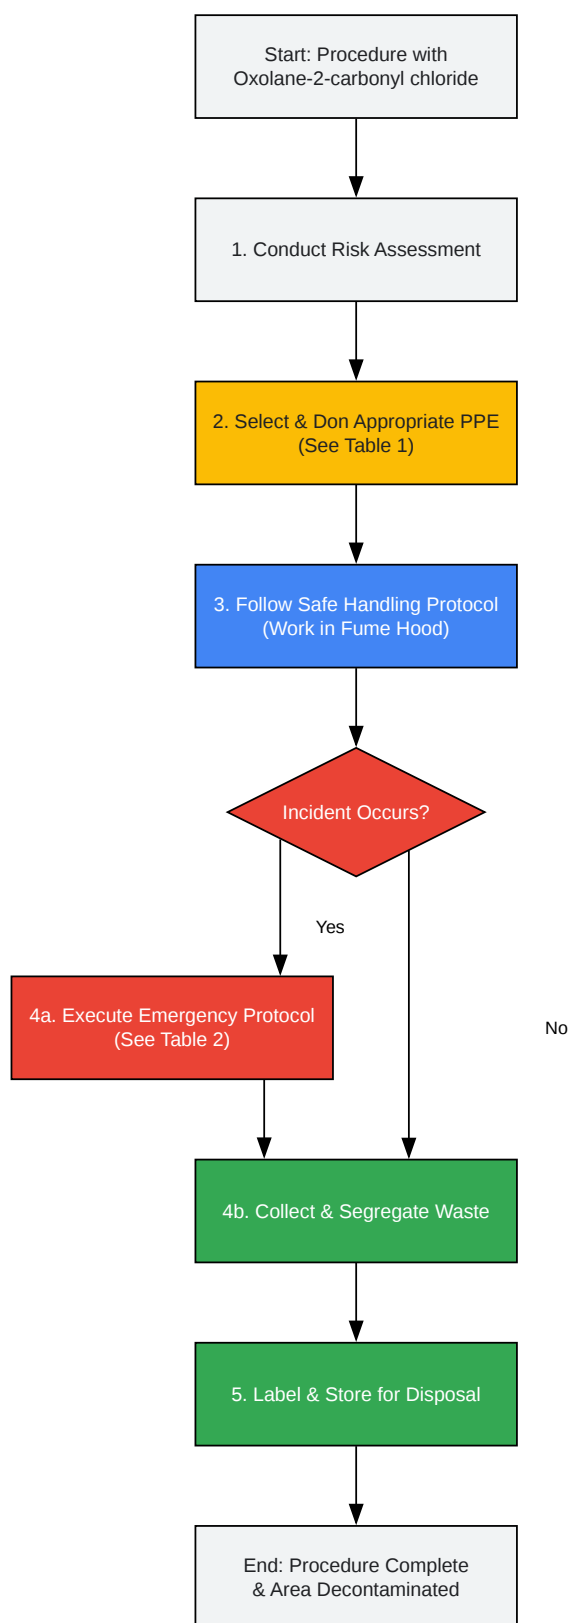 Start: Procedure with
Oxolane-2-carbonyl chloride
1. Conduct Risk Assessment
2. Select & Don Appropriate PPE
(See Table 1)
3. Follow Safe Handling Protocol
(Work in Fume Hood)
Incident Occurs?
Yes
4a. Execute Emergency Protocol
(See Table 2)
No
4b. Collect & Segregate Waste
5. Label & Store for Disposal
End: Procedure Complete
& Area Decontaminated